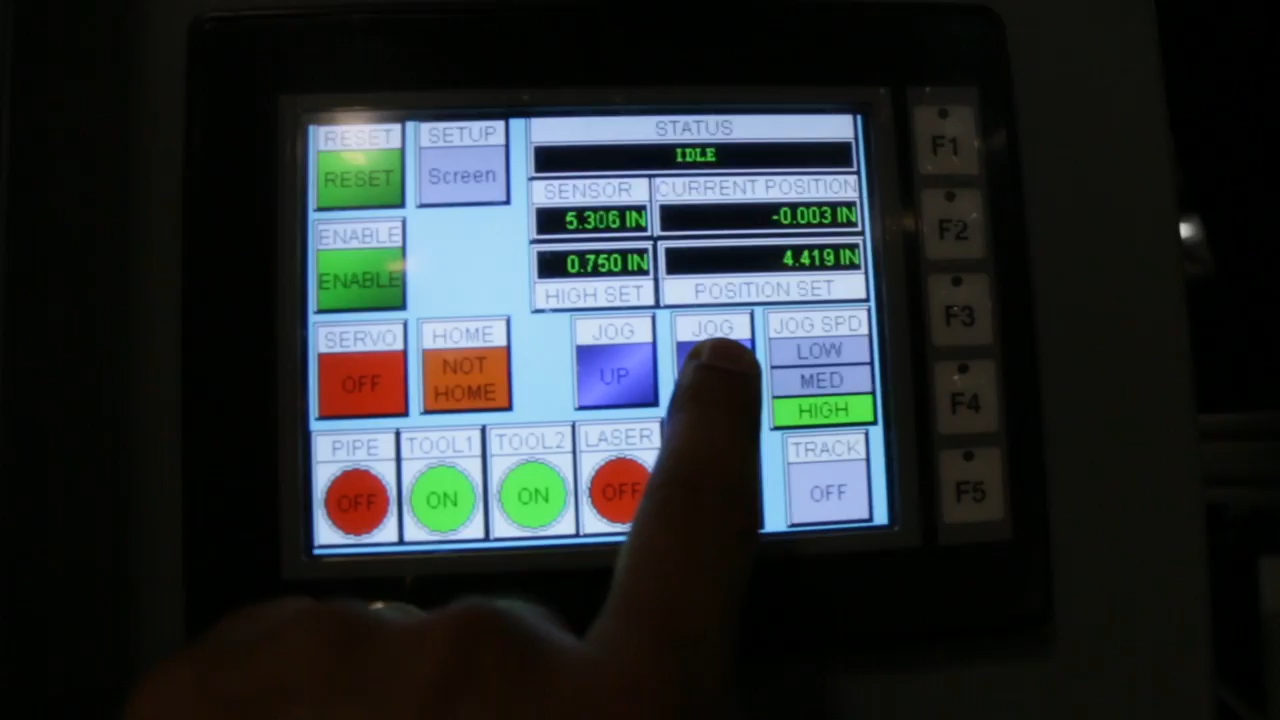 RESET
RESET
SETUP
Screen
STATUS
IDLE
SENSOR
5.306 IN
CURRENT POSITION
-0.003 IN
0.750 IN
HIGH SET
4.419 IN
POSITION SET
ENABLE
ENABLE
SERVO
OFF
HOME
NOT
HOME
JOG
UP
JOG
JOG SPD
LOW
MED
HIGH
PIPE
OFF
TOOL1
ON
TOOL2
ON
LASER
OFF
TRACK
OFF
F1
F2
F3
F4
F5